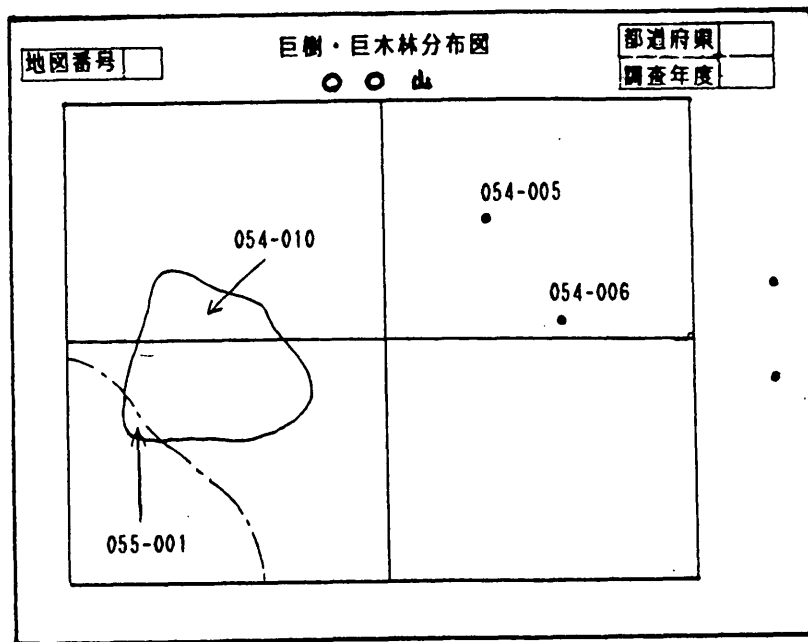 地図番号
巨樹・巨木林分布図
〇 〇 山
都道府県
調査年度
054-005
054-010
054-006
055-001